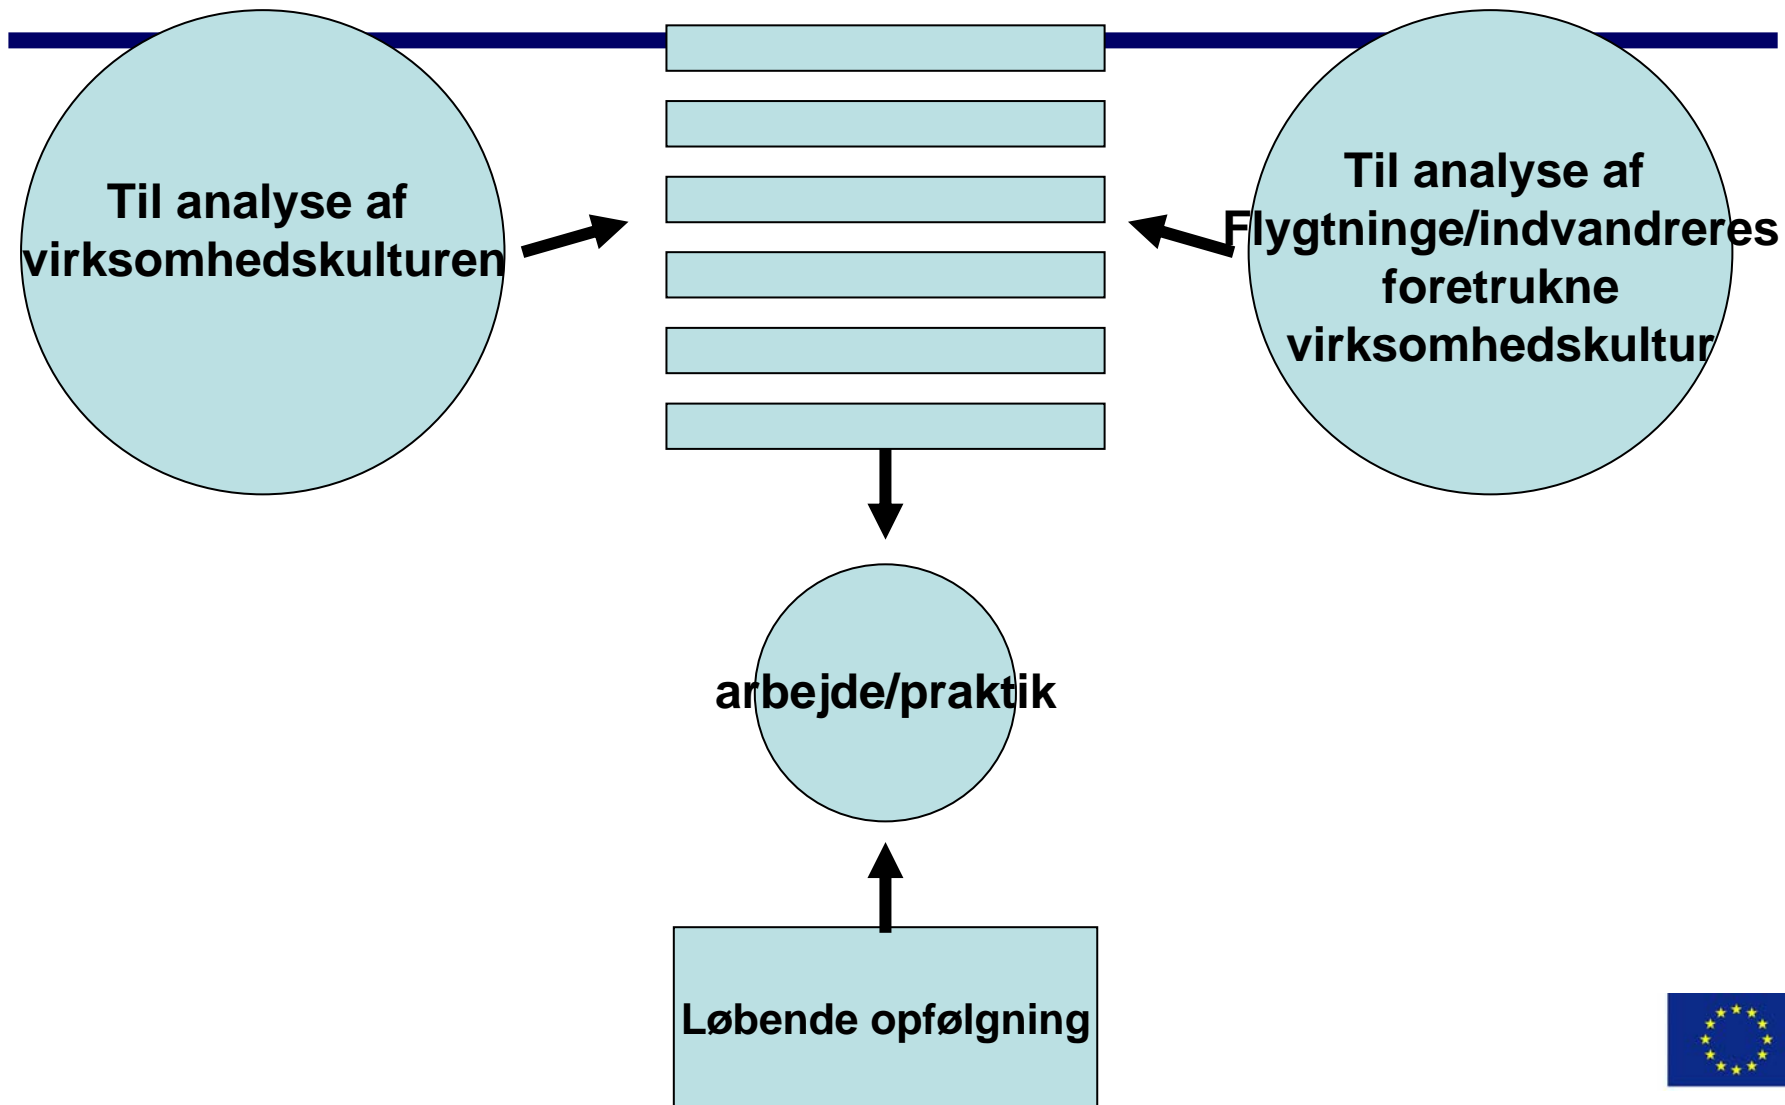 Til analyse af
virksomhedskulturen
Til analyse af
Flygtninge/indvandreres
foretrukne
virksomhedskultur
arbejde/praktik
Løbende opfølgning